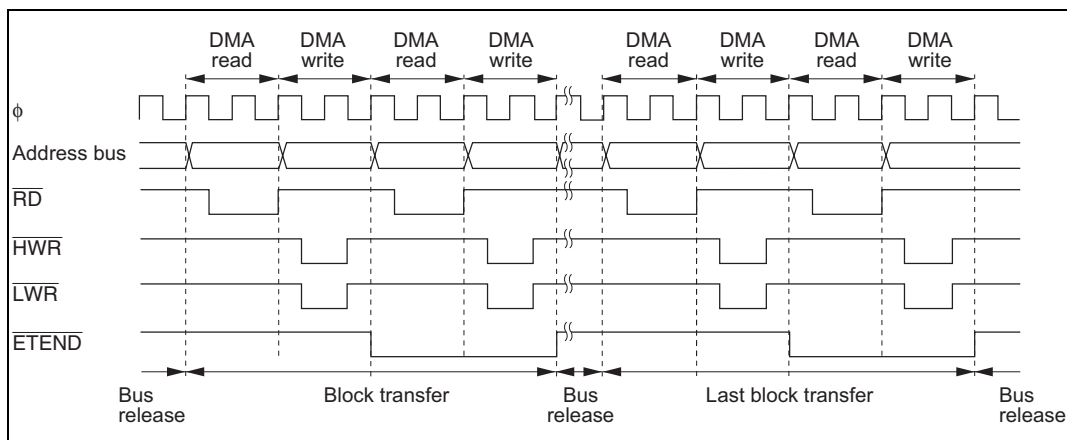 DMA read
DMA write
DMA read
DMA write
DMA read
DMA write
DMA read
DMA write
ϕ
Address bus
RD
HWR
LWR
ETEND
Bus release
Block transfer
Bus release
Last block transfer
Bus release